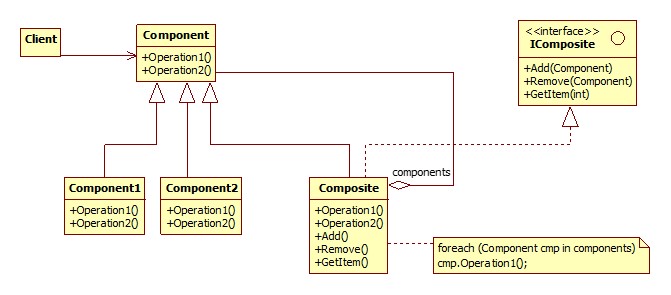 Client
Component
+Operation1()
+Operation2()
<<interface>>
IComposite
+Add(Component)
+Remove(Component)
+GetItem(int)
components
Component1
+Operation1()
+Operation2()
Component2
+Operation1()
+Operation2()
Composite
+Operation1()
+Operation2()
+Add()
+Remove()
+GetItem()
foreach (Component cmp in components)
cmp.Operation1();